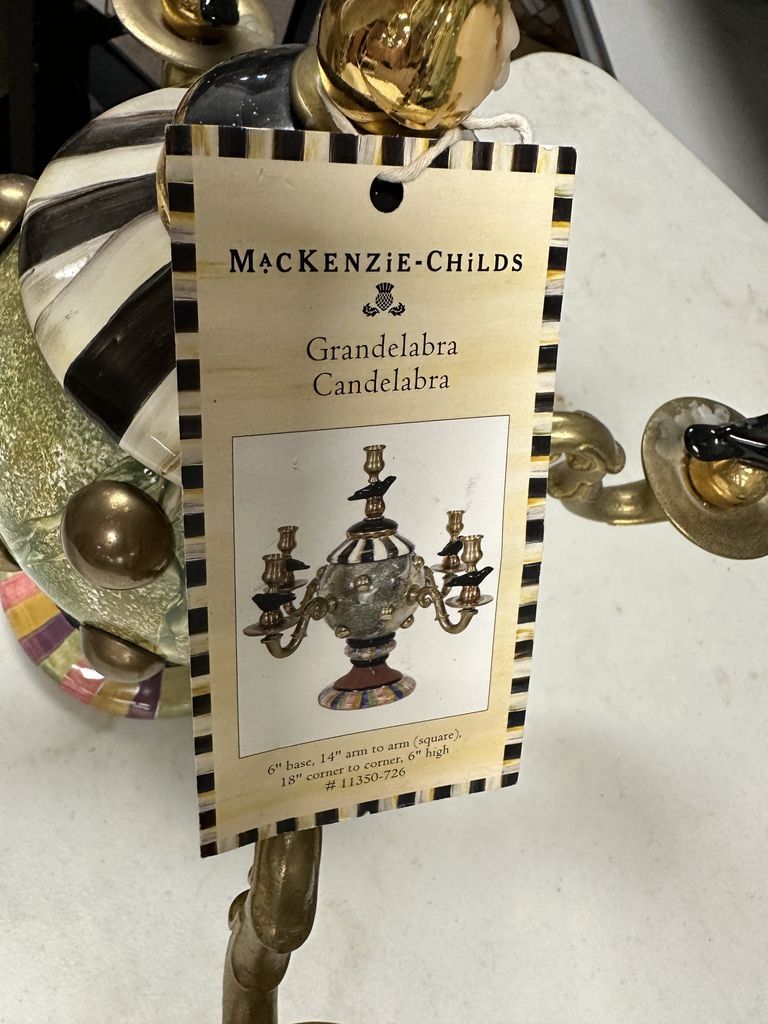 MACKENZiE-CHiLDS
Grandelabra
Candelabra
6" base, 14" arm to arm (square),
18" corner to corner, 6" high
# 11350-726